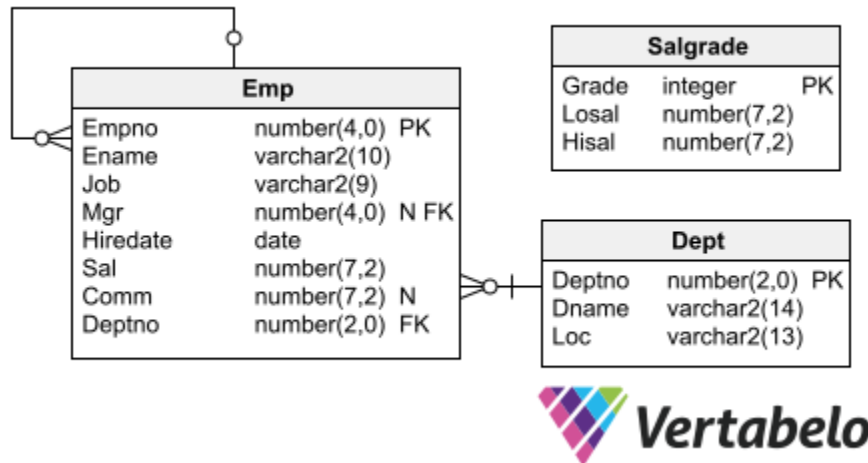 Emp
Empno number(4,0) PK
Ename varchar2(10)
Job varchar2(9)
Mgr number(4,0) N FK
Hiredate date
Sal number(7,2)
Comm number(7,2) N
Deptno number(2,0) FK
Salgrade
Grade integer PK
Losal number(7,2)
Hisal number(7,2)
Dept
Deptno number(2,0) PK
Dname varchar2(14)
Loc varchar2(13)
Vertabelo